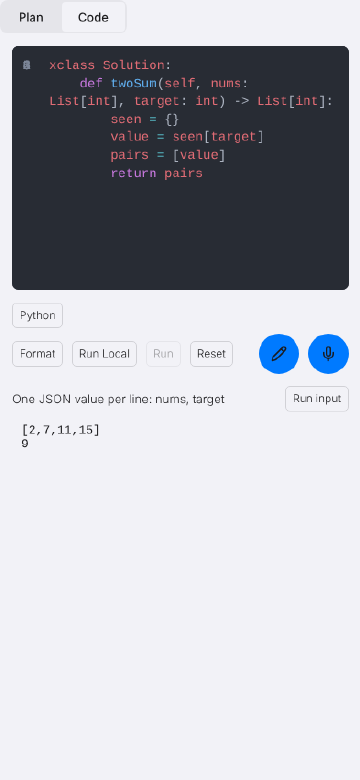 Plan Code
xclass Solution:
    def twoSum(self, nums:
List[int], target: int) -> List[int]:
        seen = {}
        value = seen[target]
        pairs = [value]
        return pairs
Python
Format Run Local Run Reset
One JSON value per line: nums, target Run input
[2,7,11,15]
9